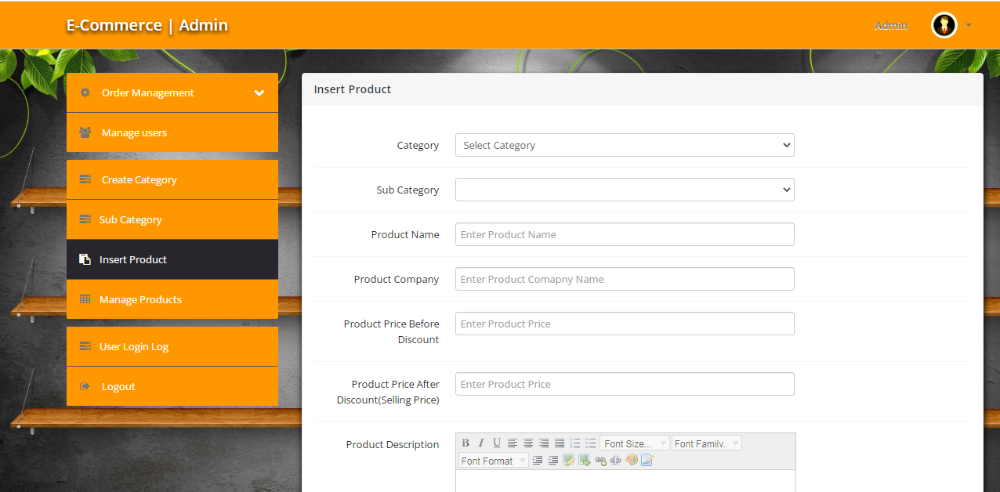 E-Commerce | Admin
Admin
Order Management
Manage users
Create Category
Sub Category
Insert Product
Manage Products
User Login Log
Logout
Insert Product
Category
Select Category
Sub Category
Product Name
Enter Product Name
Product Company
Enter Product Comapny Name
Product Price Before
Discount
Enter Product Price
Product Price After
Discount(Selling Price)
Enter Product Price
Product Description
B I U
Font Size...
Font Family..
Font Format